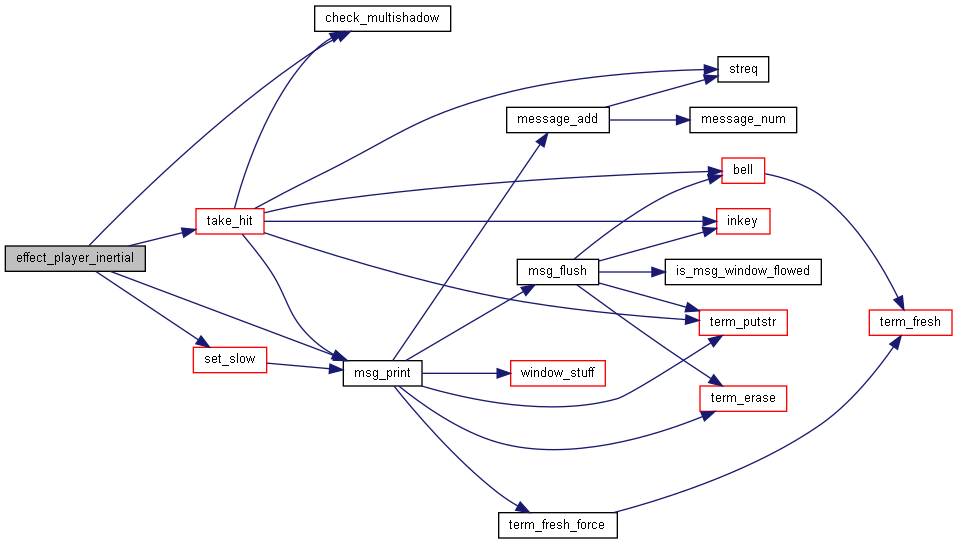 check_multishadow
streq
message_add
message_num
bell
take_hit
inkey
effect_player_inertial
msg_flush
is_msg_window_flowed
term_putstr
term_fresh
set_slow
msg_print
window_stuff
term_erase
term_fresh_force